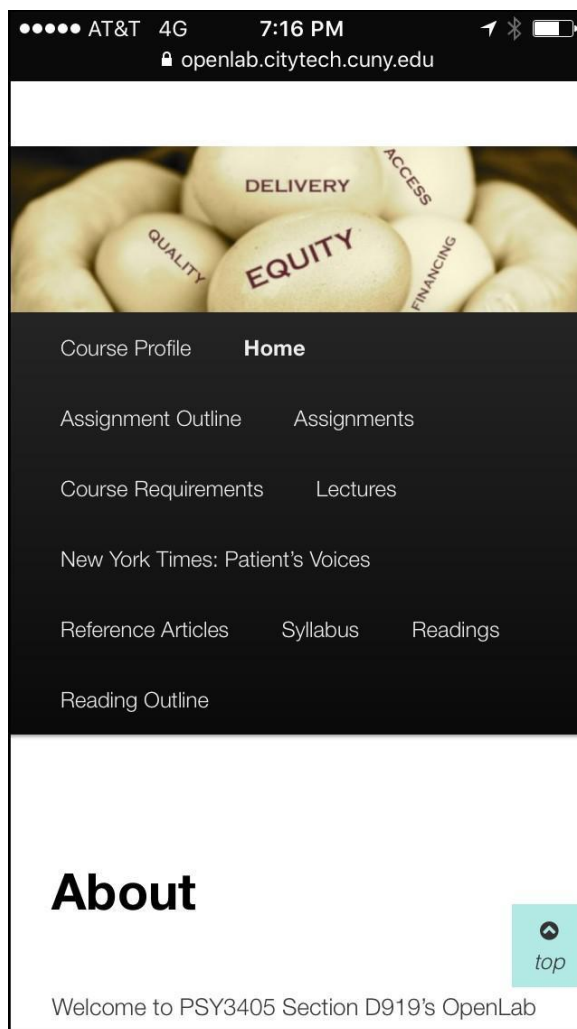 AT&T 4G 7:16 PM
openlab.citytech.cuny.edu
DELIVERY
ACCESS
QUALITY
EQUITY
FINANCING
Course Profile Home
Assignment Outline Assignments
Course Requirements Lectures
New York Times: Patient's Voices
Reference Articles Syllabus Readings
Reading Outline
About
top
Welcome to PSY3405 Section D919's OpenLab